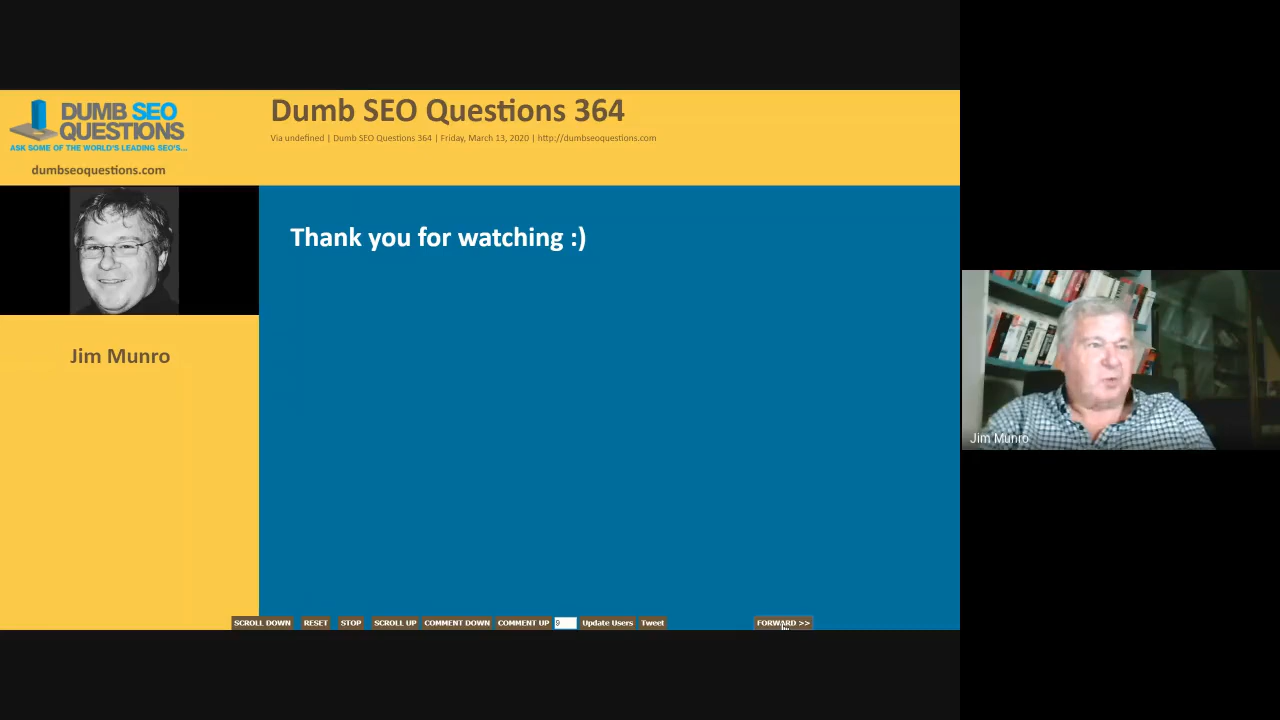 DUMB SEO
QUESTIONS
ASK SOME OF THE WORLD'S LEADING SEO'S...
dumbseoquestions.com
Dumb SEO Questions 364
Via undefined | Dumb SEO Questions 364 | Friday, March 13, 2020 | http://dumbseoquestions.com
Thank you for watching :)
Jim Munro
Jim Munro
SCROLL DOWN RESET STOP SCROLL UP COMMENT DOWN COMMENT UP 9 Update Users Tweet FORWARD >>